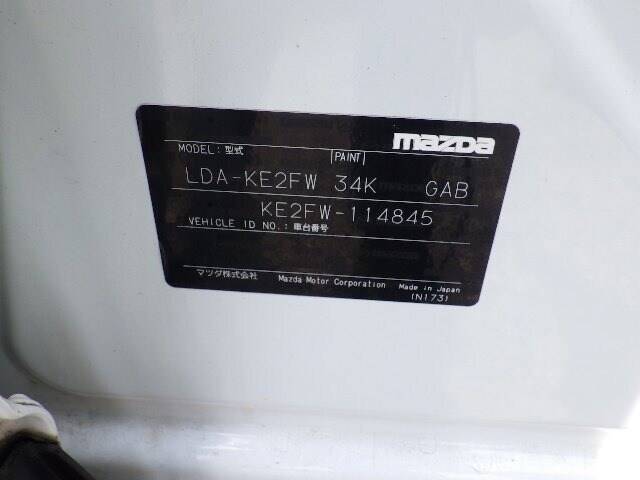 mazda
MODEL: 型式 [PAINT]
LDA-KE2FW 34K GAB
KE2FW-114845
VEHICLE ID NO.: 車台番号
マツダ株式会社 Mazda Motor Corporation Made in Japan
(N173)